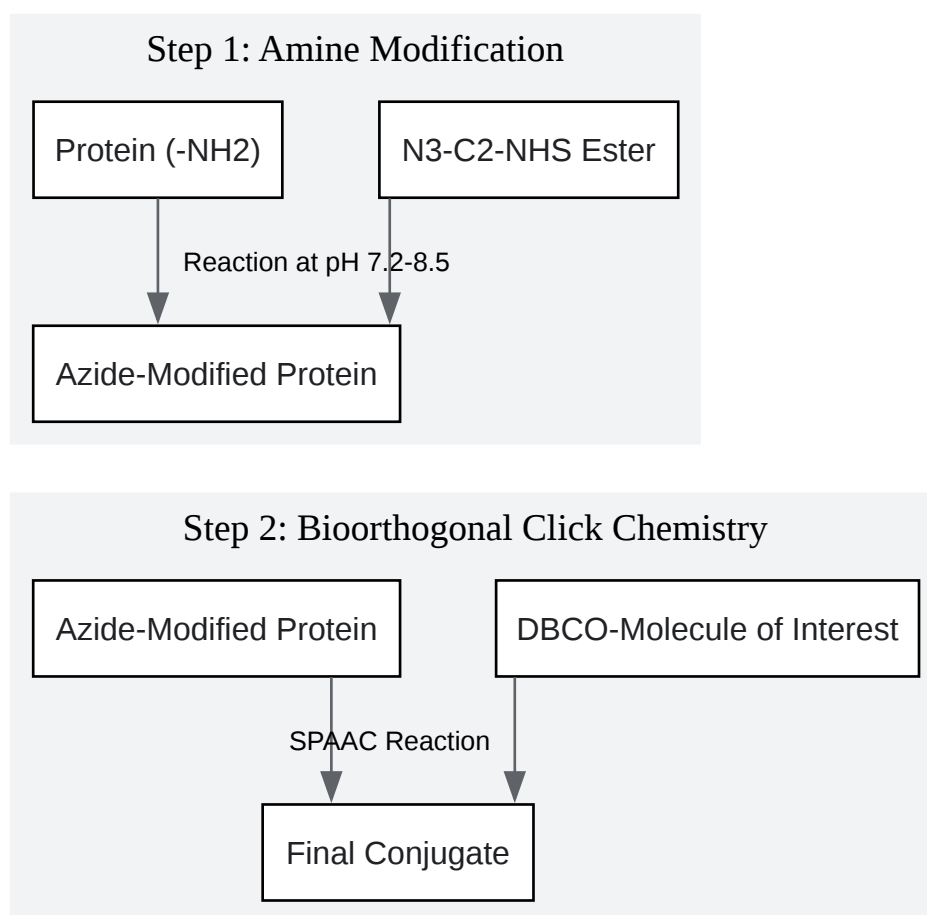 Step 1: Amine Modification
Protein (-NH2)
N3-C2-NHS Ester
Reaction at pH 7.2-8.5
Azide-Modified Protein
Step 2: Bioorthogonal Click Chemistry
Azide-Modified Protein
DBCO-Molecule of Interest
SPAAC Reaction
Final Conjugate